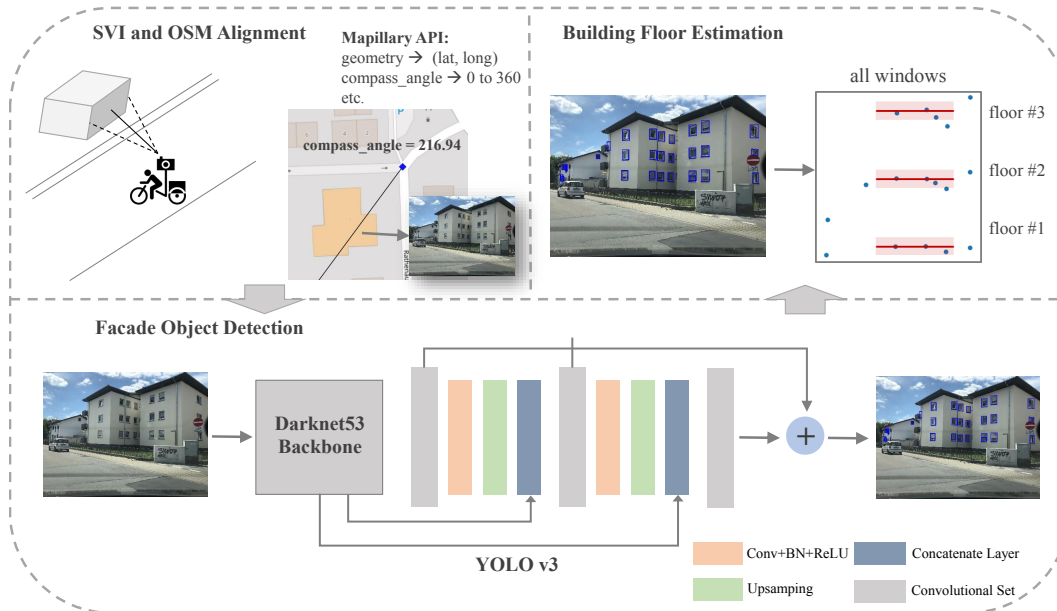 SVI and OSM Alignment
Mapillary API:
geometry → (lat, long)
compass_angle → 0 to 360
etc.
compass_angle = 216.94
Building Floor Estimation
all windows
floor #3
floor #2
floor #1
Facade Object Detection
Darknet53
Backbone
+
YOLO v3
Conv+BN+ReLU
Concatenate Layer
Upsamping
Convolutional Set